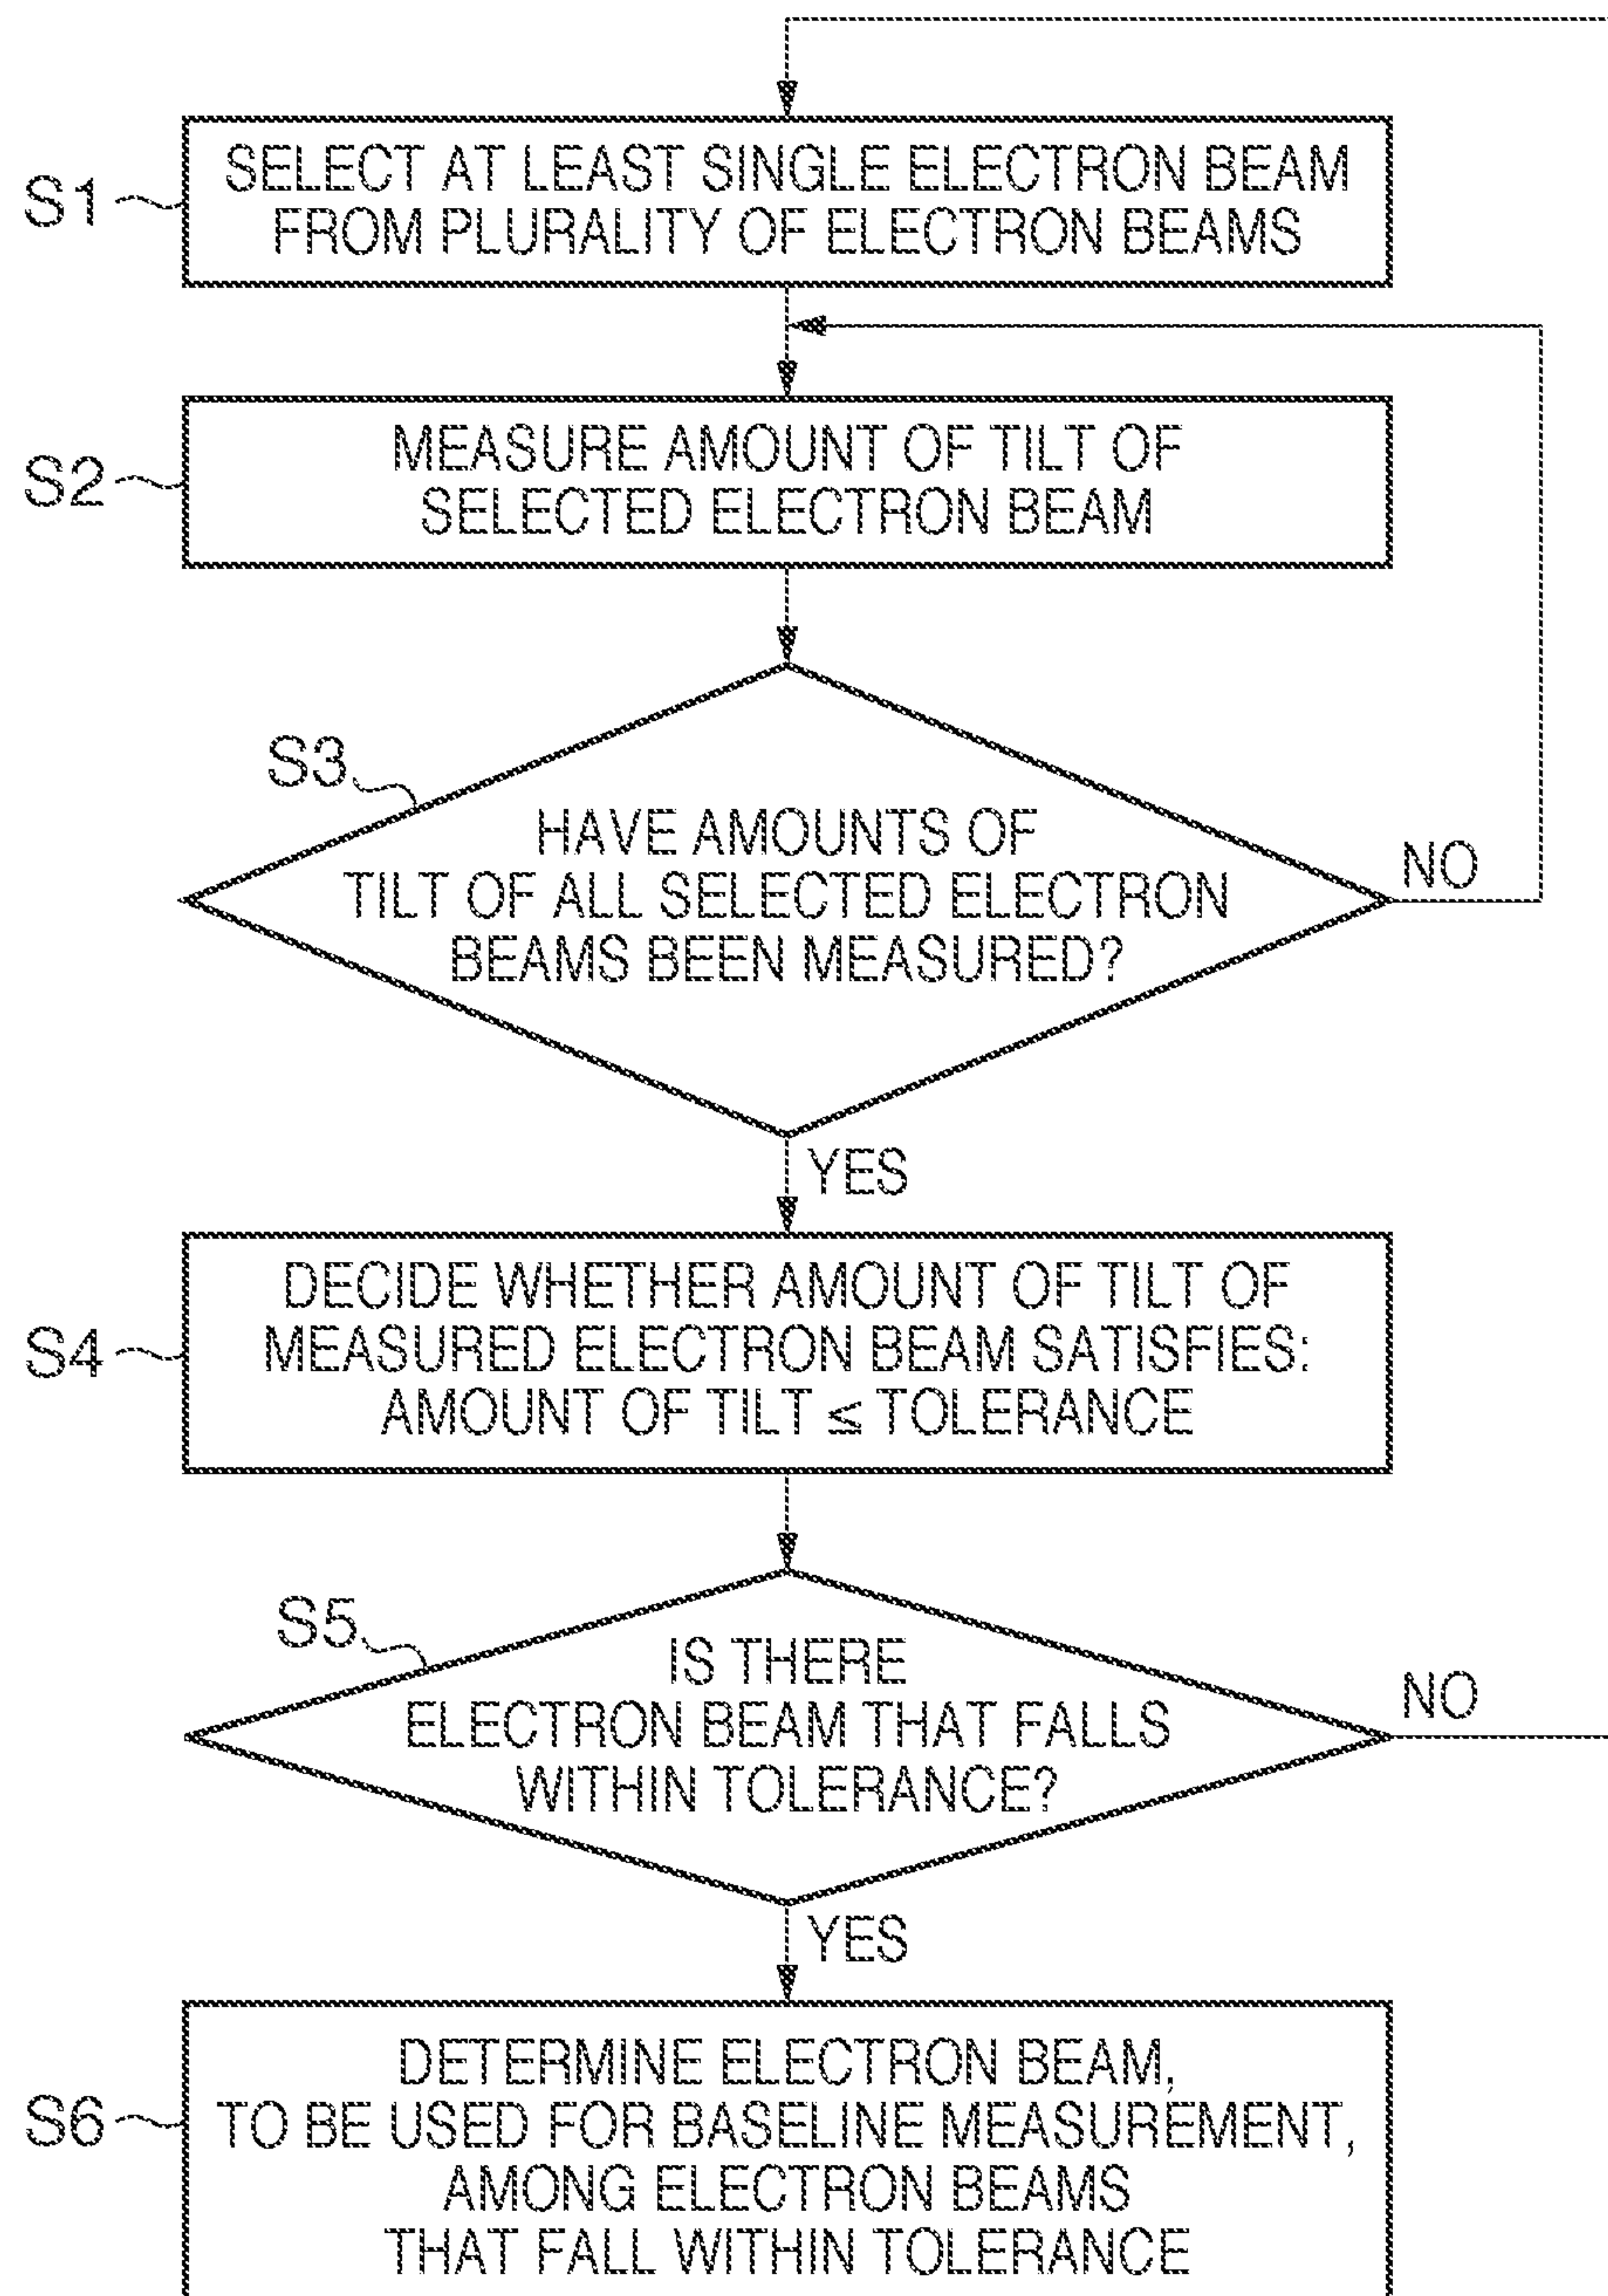 S1
SELECT AT LEAST SINGLE ELECTRON BEAM
FROM PLURALITY OF ELECTRON BEAMS
S2
MEASURE AMOUNT OF TILT OF
SELECTED ELECTRON BEAM
S3
HAVE AMOUNTS OF
TILT OF ALL SELECTED ELECTRON
BEAMS BEEN MEASURED?
NO
YES
S4
DECIDE WHETHER AMOUNT OF TILT OF
MEASURED ELECTRON BEAM SATISFIES:
AMOUNT OF TILT ≤ TOLERANCE
S5
IS THERE
ELECTRON BEAM THAT FALLS
WITHIN TOLERANCE?
NO
YES
S6
DETERMINE ELECTRON BEAM,
TO BE USED FOR BASELINE MEASUREMENT,
AMONG ELECTRON BEAMS
THAT FALL WITHIN TOLERANCE